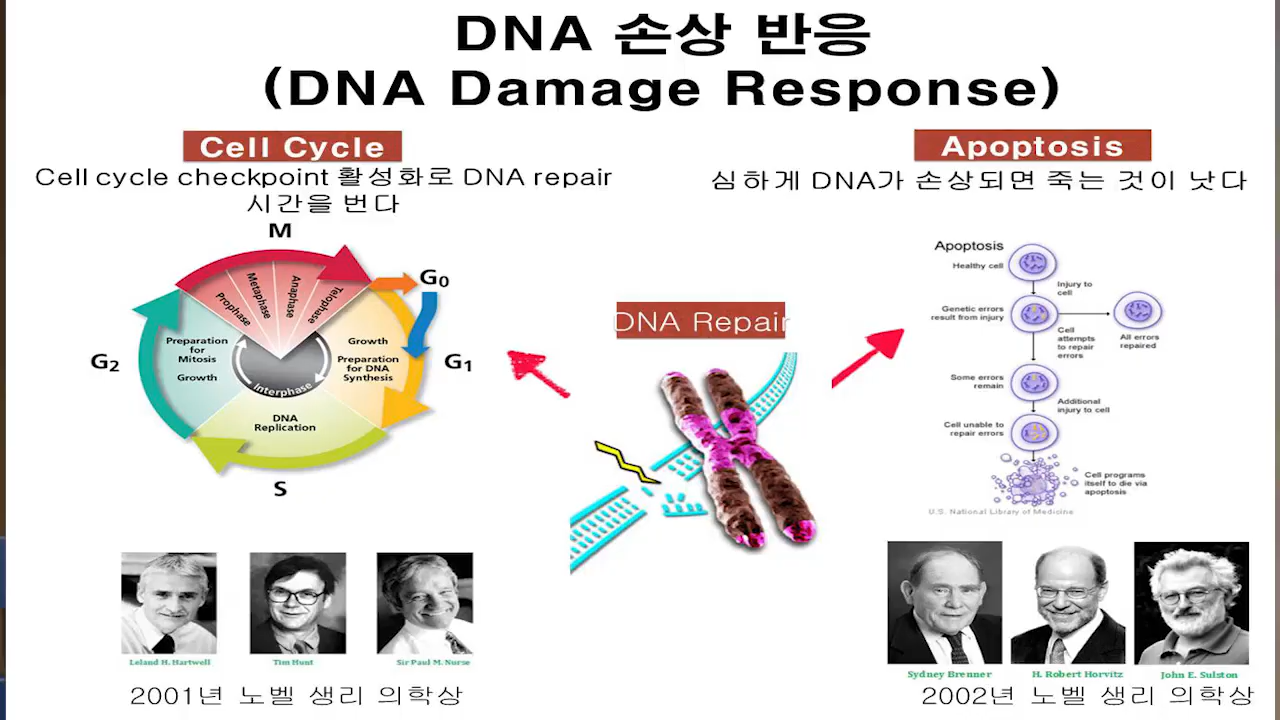 DNA 손상 반응
(DNA Damage Response)
Cell Cycle
Cell cycle checkpoint 활성화로 DNA repair
시간을 번다
M
G0
G1
S
G2
Prophase
Metaphase
Anaphase
Telophase
Preparation
for
Mitosis
Growth
Growth
Preparation
for DNA
Synthesis
Interphase
DNA
Replication
Leland H. Hartwell
Tim Hunt
Sir Paul M. Nurse
2001년 노벨 생리 의학상
DNA Repair
Apoptosis
심하게 DNA가 손상되면 죽는 것이 낫다
Apoptosis
Healthy cell
Injury to
cell
Genetic errors
result from injury
Cell
attempts
to repair
errors
All errors
repaired
Some errors
remain
Additional
injury to cell
Cell unable to
repair errors
Cell programs
itself to die via
apoptosis
U.S. National Library of Medicine
Sydney Brenner
H. Robert Horvitz
John E. Sulston
2002년 노벨 생리 의학상